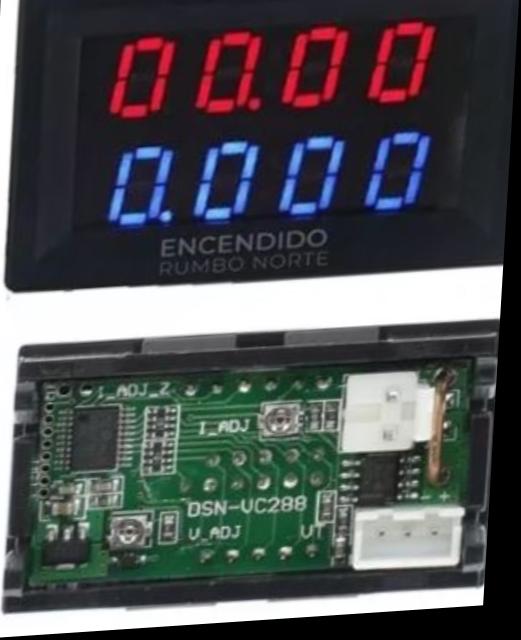 00.00
0.000
ENCENDIDO
RUMBO NORTE
I_ADJ_Z
I_ADJ
DSN-VC288
V_ADJ
VT
- +